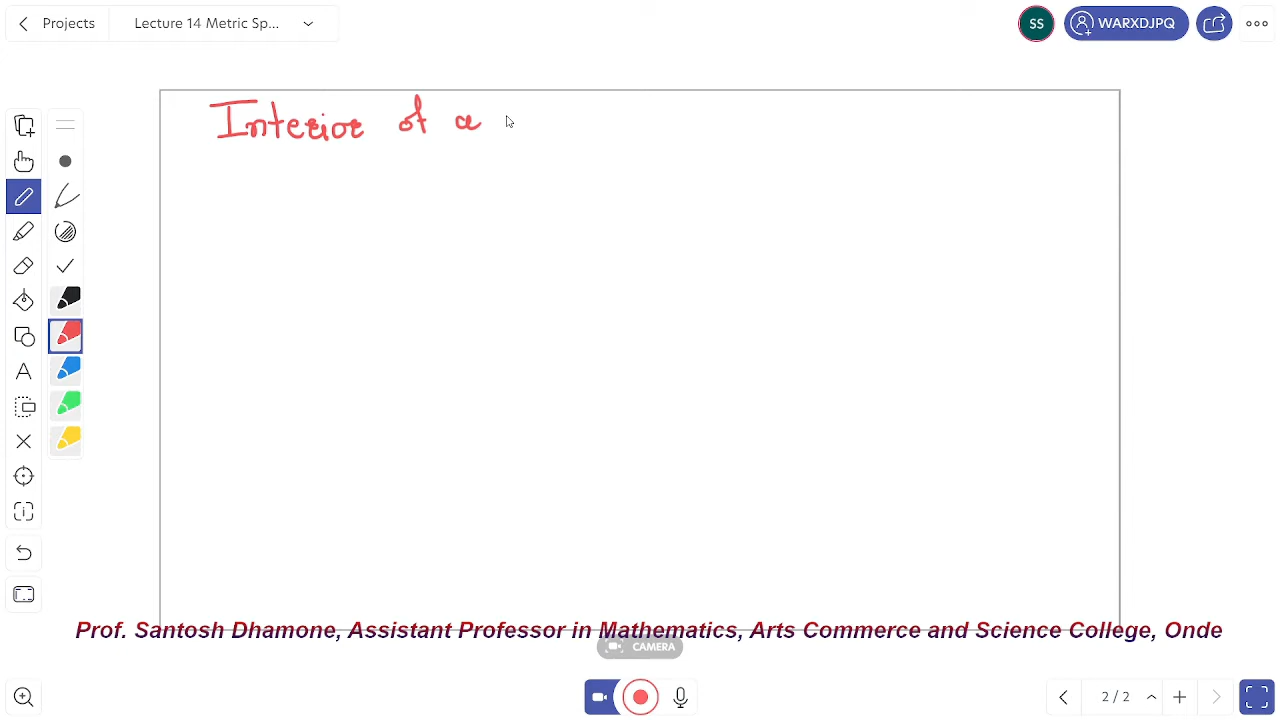 Projects
Lecture 14 Metric Sp...
SS
WARXDJPQ
Interior of a
Prof. Santosh Dhamone, Assistant Professor in Mathematics, Arts Commerce and Science College, Onde
CAMERA
2 / 2